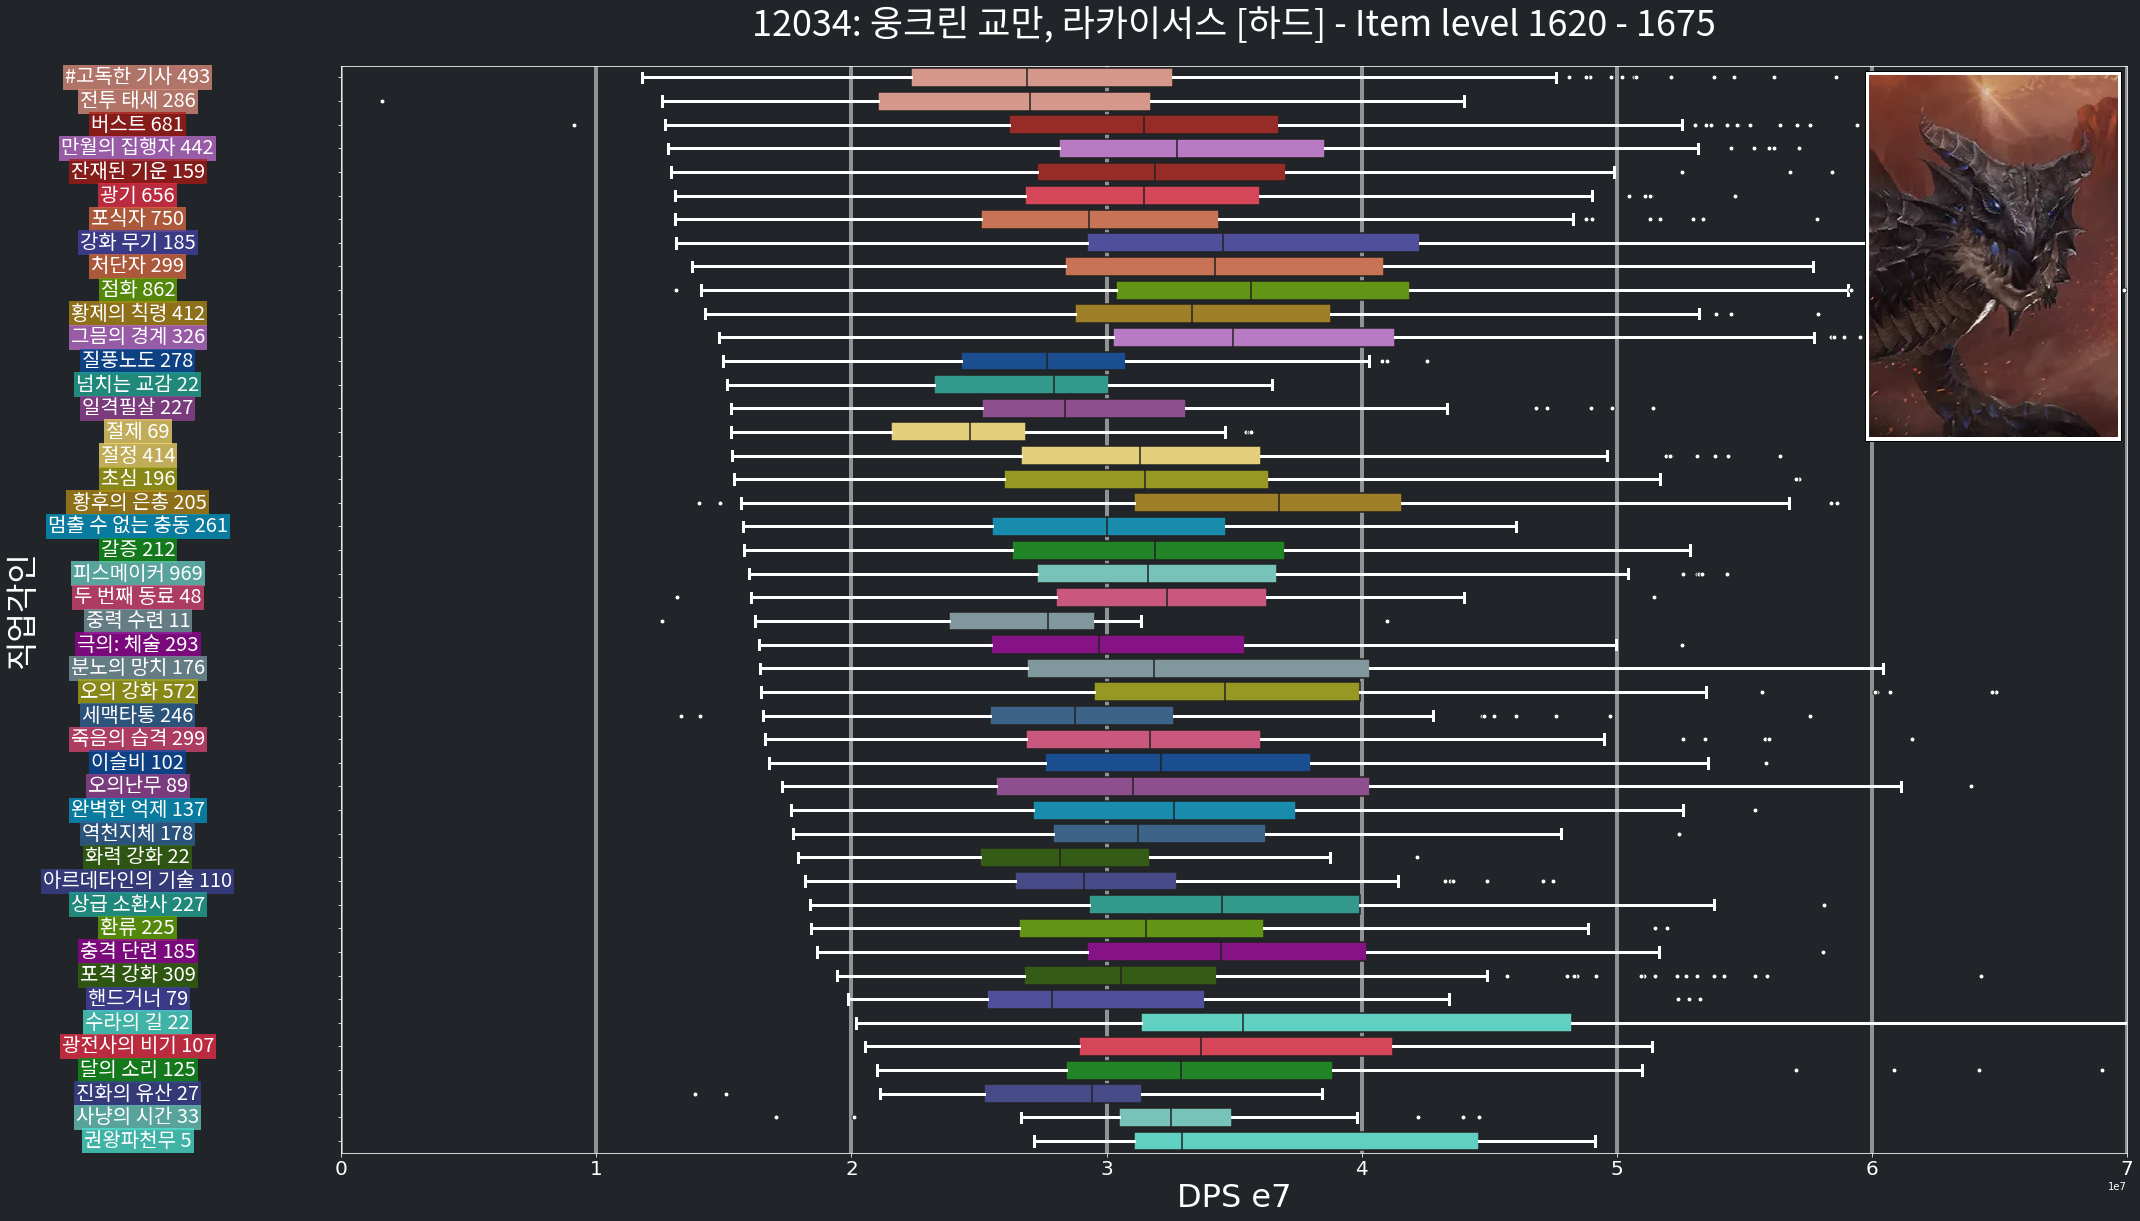 12034: 웅크린 교만, 라카이서스 [하드] - Item level 1620 - 1675
#고독한 기사 493
전투 태세 286
버스트 681
만월의 집행자 442
잔재된 기운 159
광기 656
포식자 750
강화 무기 185
처단자 299
점화 862
황제의 칙령 412
그믐의 경계 326
질풍노도 278
넘치는 교감 22
일격필살 227
절제 69
절정 414
초심 196
황후의 은총 205
멈출 수 없는 충동 261
갈증 212
피스메이커 969
두 번째 동료 48
중력 수련 11
극의: 체술 293
분노의 망치 176
오의 강화 572
세맥타통 246
죽음의 습격 299
이슬비 102
오의난무 89
완벽한 억제 137
역천지체 178
화력 강화 22
아르데타인의 기술 110
상급 소환사 227
환류 225
충격 단련 185
포격 강화 309
핸드거너 79
수라의 길 22
광전사의 비기 107
달의 소리 125
진화의 유산 27
사냥의 시간 33
권왕파천무 5
직업각인
0 1 2 3 4 5 6 7
DPS e7
1e7